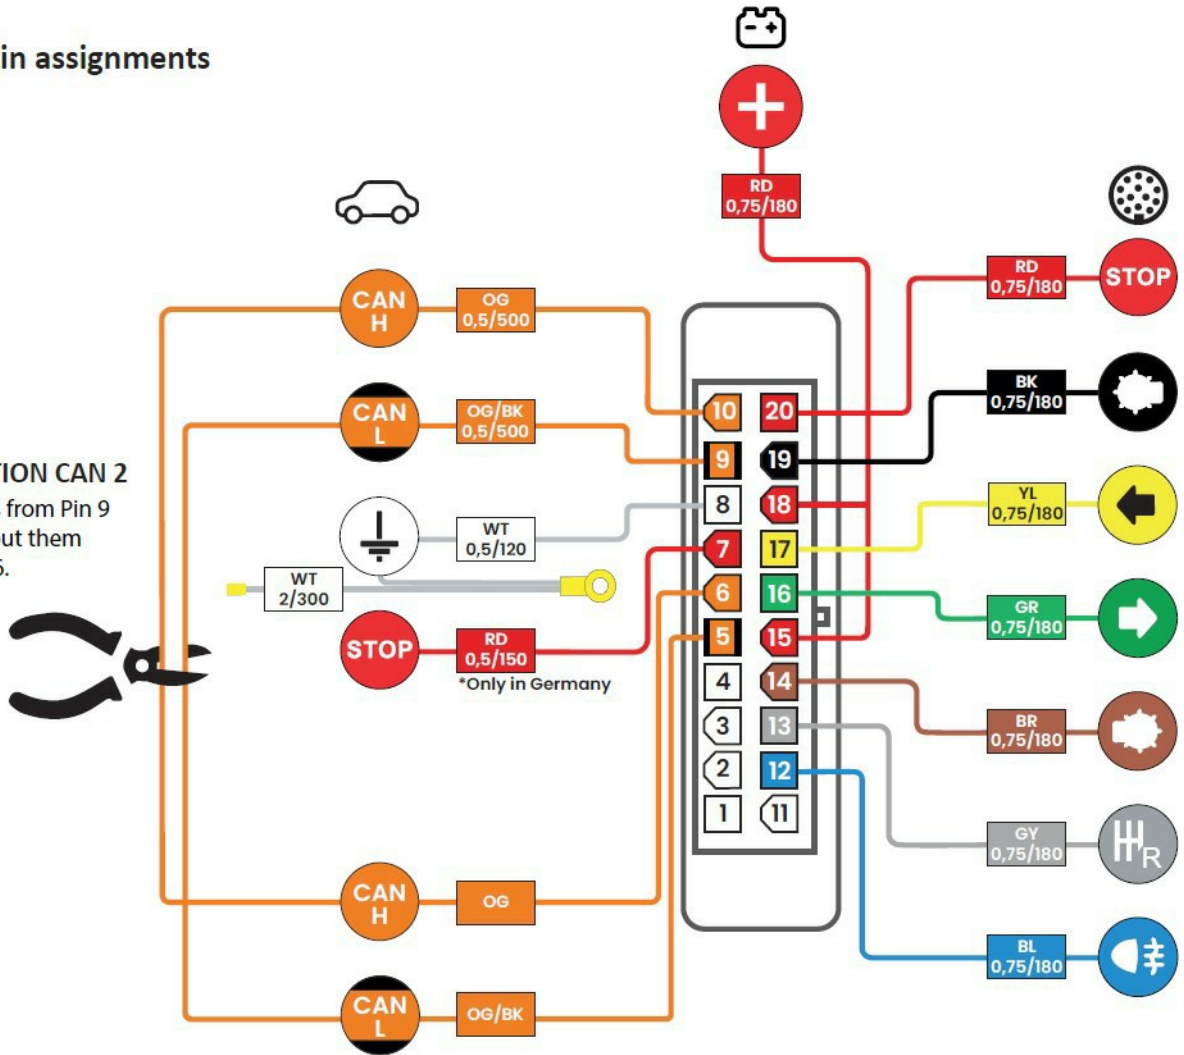 in assignments
RD
0,75/180
CAN
H
OG
0,5/500
RD
0,75/180
STOP
CAN
L
OG/BK
0,5/500
BK
0,75/180
10 20
9 19
8 18
7 17
6 16
5 15
4 14
3 13
2 12
1 11
TION CAN 2
from Pin 9
out them
WT
0,5/120
YL
0,75/180
WT
2/300
GR
0,75/180
STOP
RD
0,5/150
*Only in Germany
BR
0,75/180
GY
0,75/180
R
CAN
H
OG
BL
0,75/180
CAN
L
OG/BK